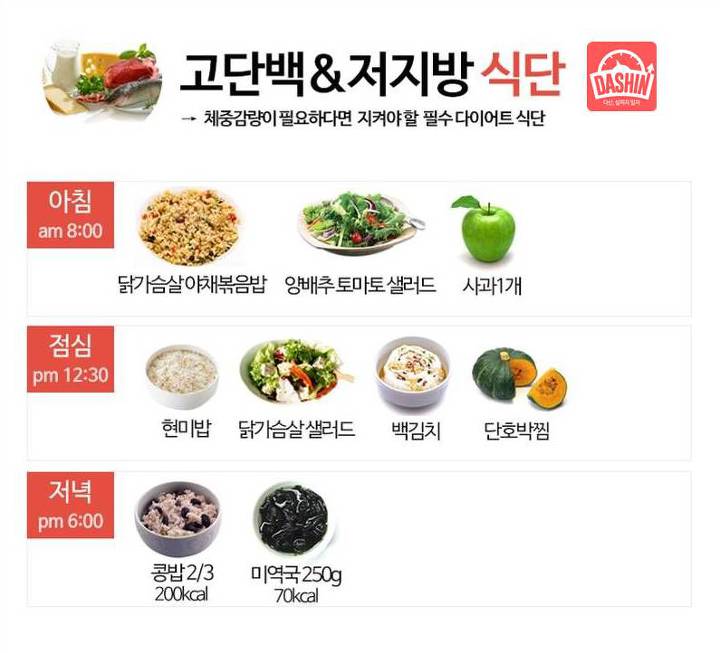 고단백&저지방 식단
→ 체중감량이 필요하다면 지켜야 할 필수 다이어트 식단
DASHIN
아침
am 8:00
닭가슴살 야채볶음밥 양배추 토마토 샐러드 사과1개
점심
pm 12:30
현미밥 닭가슴살 샐러드 백김치 단호박찜
저녁
pm 6:00
콩밥 2/3 미역국 250g
200kcal 70kcal